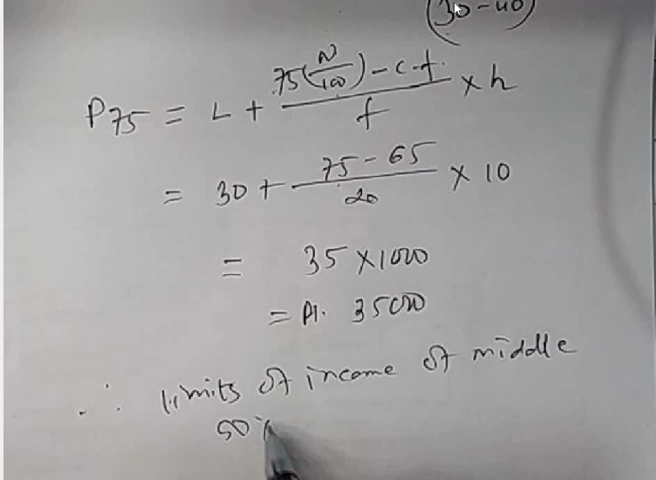 (30-40)
P75 = L + 75(N/100) - c.f. / f × h
= 30 + 75 - 65 / 20 × 10
= 35 × 1000
= 35000
∴ limits of income of middle
50%